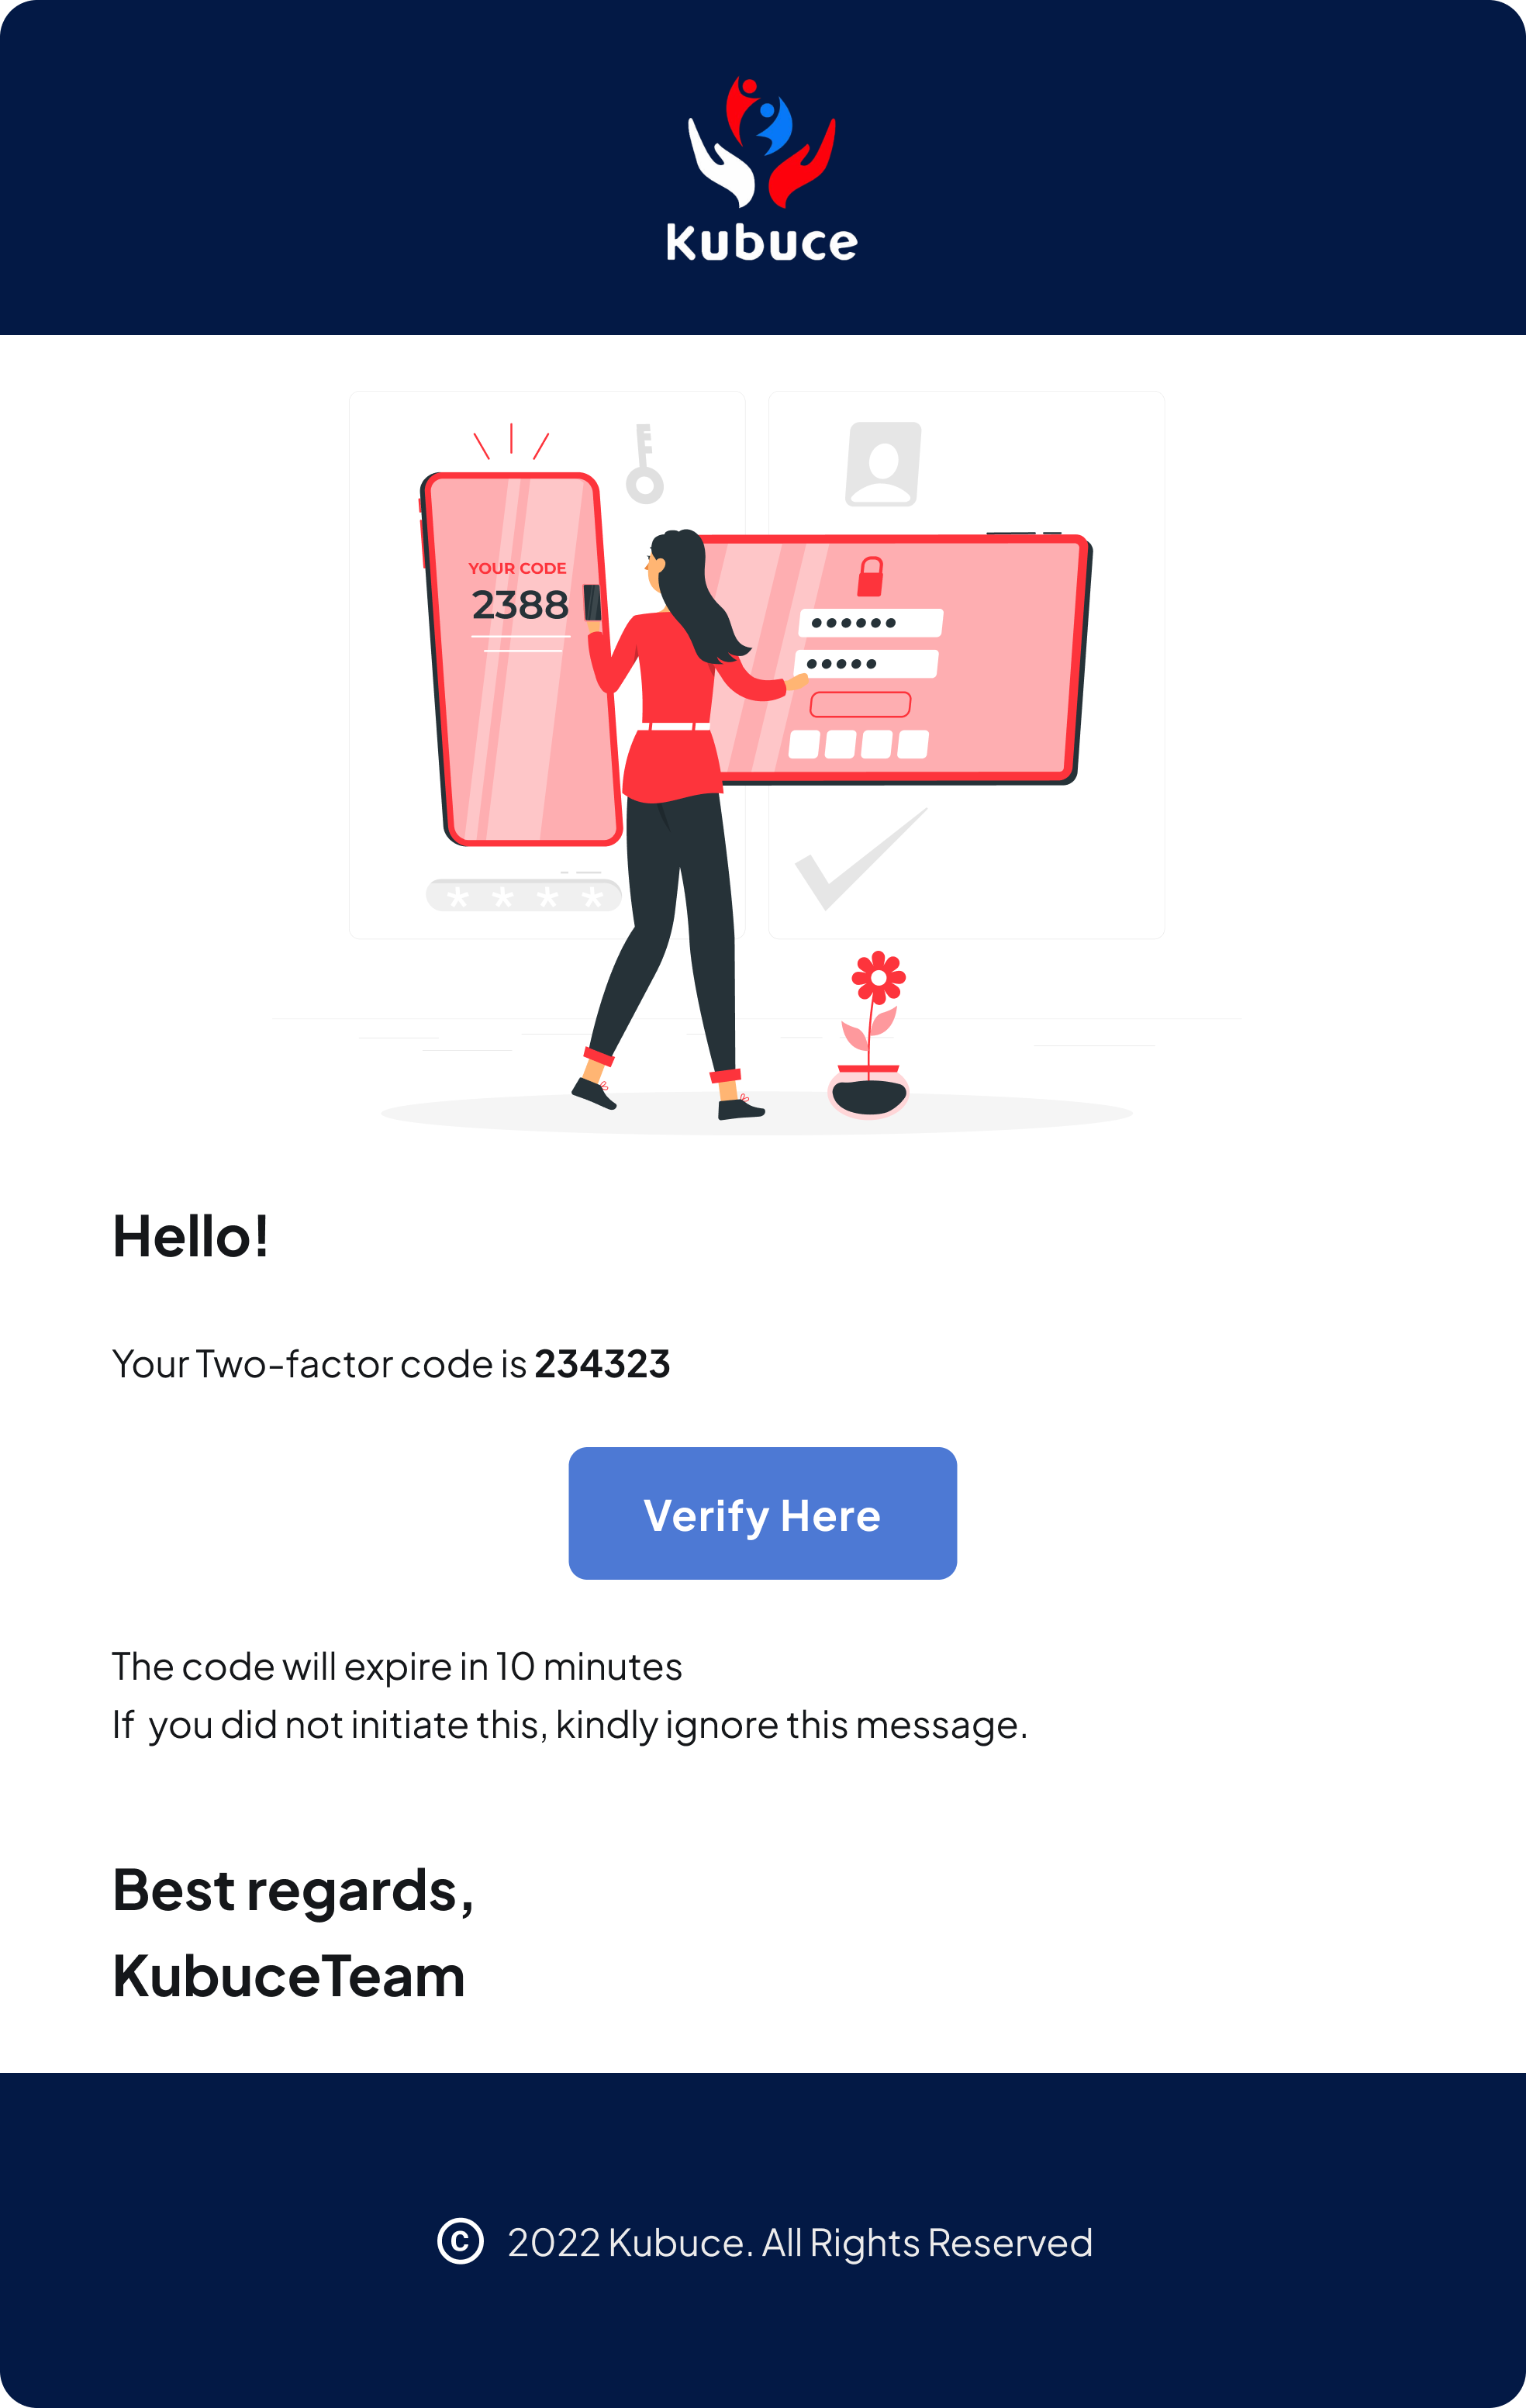 Kubuce
YOUR CODE
2388
* * * *
Hello!
Your Two-factor code is 234323
Verify Here
The code will expire in 10 minutes
If  you did not initiate this, kindly ignore this message.
Best regards,
KubuceTeam
© 2022 Kubuce. All Rights Reserved